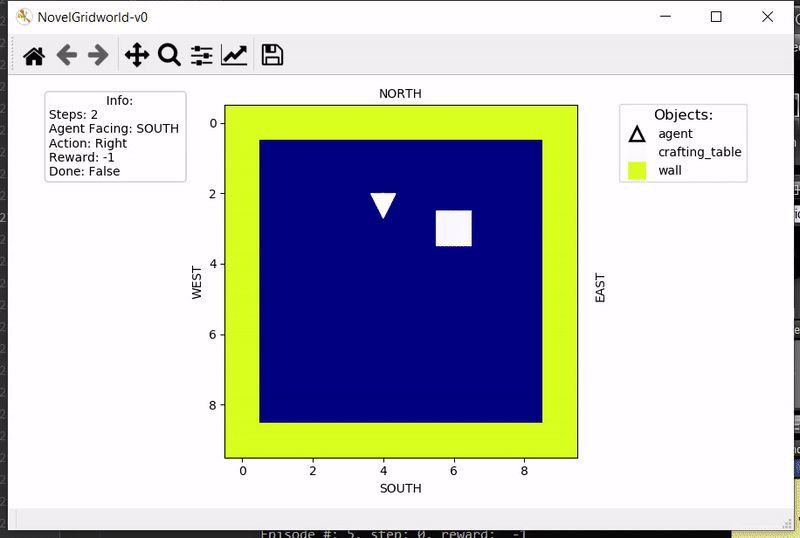 NovelGridworld-v0
Info:
Steps: 2
Agent Facing: SOUTH
Action: Right
Reward: -1
Done: False
NORTH
Objects:
agent
crafting_table
wall
0
2
4
6
8
WEST
EAST
0 2 4 6 8
SOUTH
Episode #: 5, step: 0, reward: -1